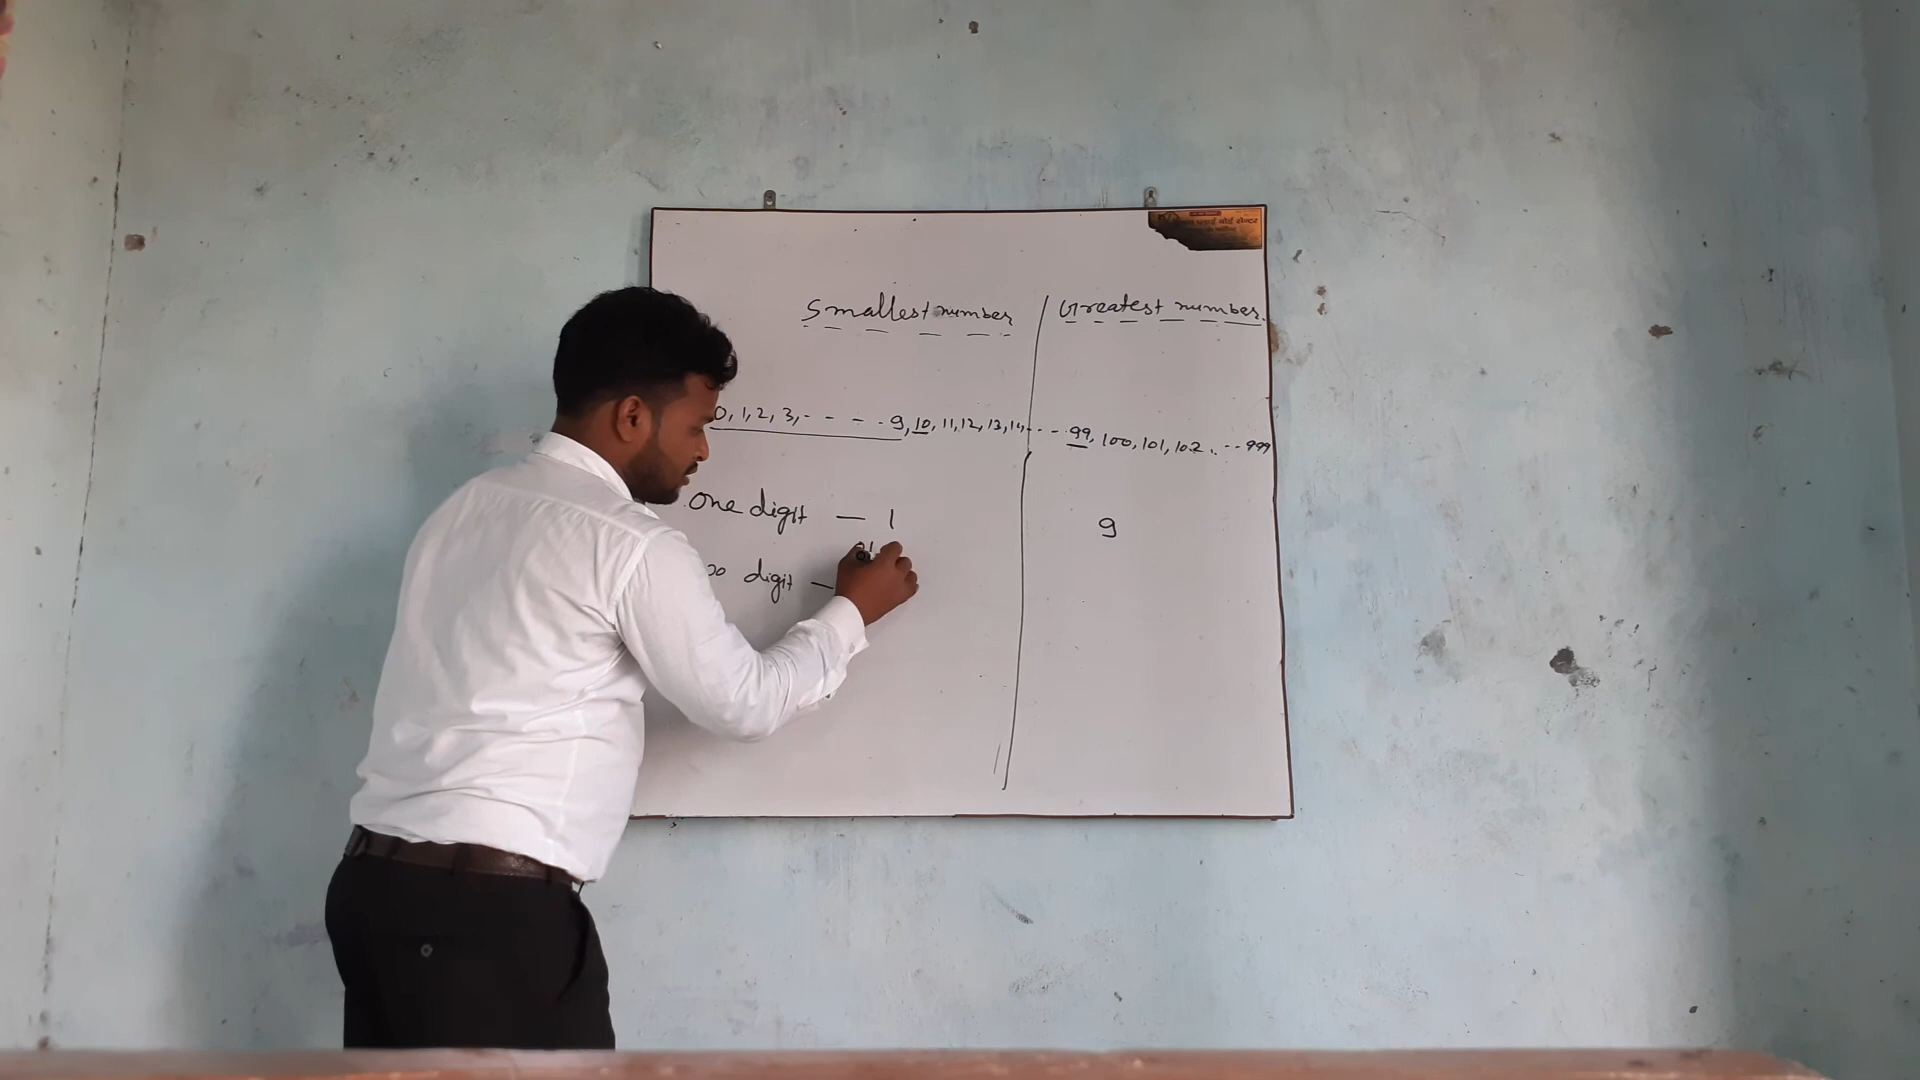 Smallest number Greatest number.
0, 1, 2, 3, - - - - 9, 10, 11, 12, 13, 14, - - - 99, 100, 101, 102, .. -- 999
one digit — 1 9
digit —
बोर्ड सेन्टर